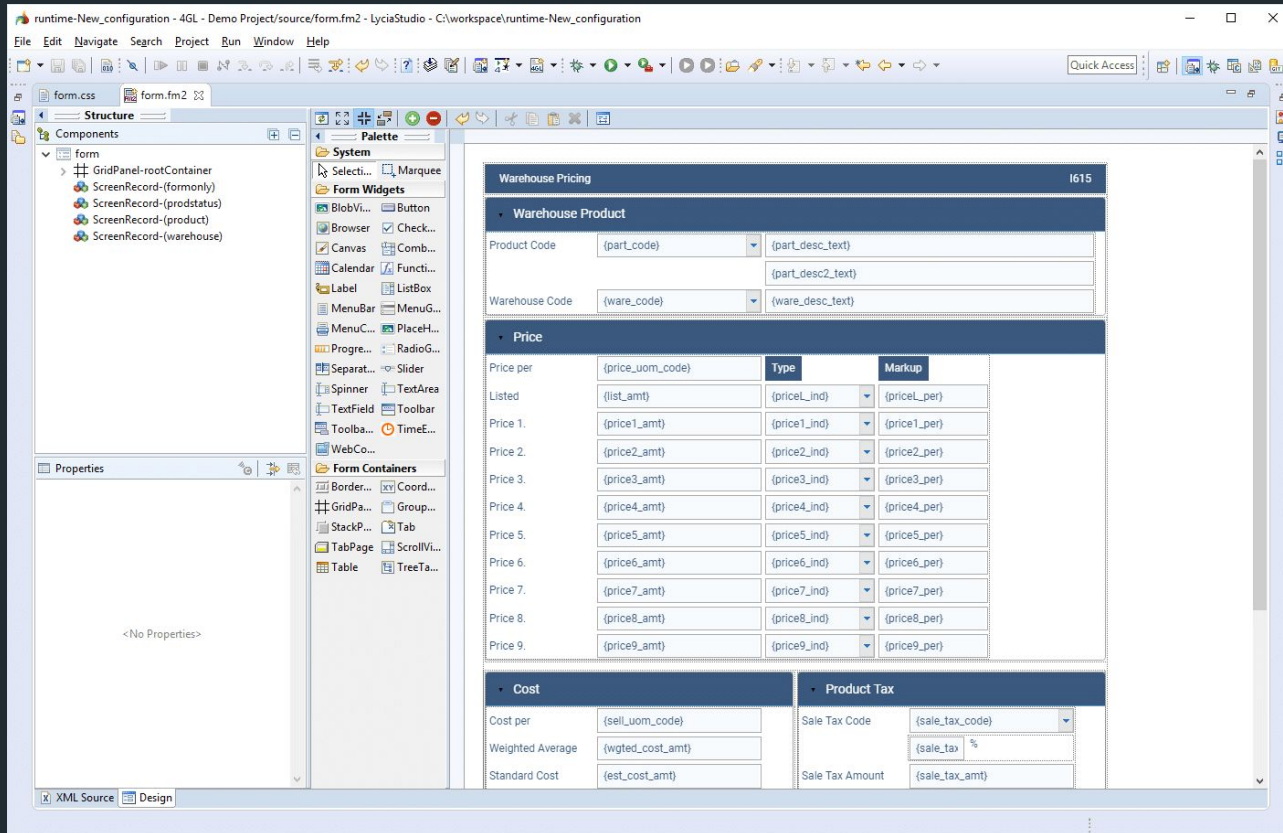 runtime-New_configuration - 4GL - Demo Project/source/form.fm2 - LyciaStudio - C:\workspace\runtime-New_configuration
File Edit Navigate Search Project Run Window Help
Quick Access
form.css form.fm2
Structure
Components
form
GridPanel-rootContainer
ScreenRecord-(formonly)
ScreenRecord-(prodstatus)
ScreenRecord-(product)
ScreenRecord-(warehouse)
Properties
<No Properties>
XML Source Design
Palette
System
Selecti... Marquee
Form Widgets
BlobVi... Button
Browser Check...
Canvas Comb...
Calendar Functi...
Label ListBox
MenuBar MenuG...
MenuC... PlaceH...
Progre... RadioG...
Separat... Slider
Spinner TextArea
TextField Toolbar
Toolba... TimeE...
WebCo...
Form Containers
Border... Coord...
GridPa... Group...
StackP... Tab
TabPage ScrollVi...
Table TreeTa...
Warehouse Pricing I615
Warehouse Product
Product Code {part_code} {part_desc_text}
{part_desc2_text}
Warehouse Code {ware_code} {ware_desc_text}
Price
Price per {price_uom_code} Type Markup
Listed {list_amt} {priceL_ind} {priceL_per}
Price 1. {price1_amt} {price1_ind} {price1_per}
Price 2. {price2_amt} {price2_ind} {price2_per}
Price 3. {price3_amt} {price3_ind} {price3_per}
Price 4. {price4_amt} {price4_ind} {price4_per}
Price 5. {price5_amt} {price5_ind} {price5_per}
Price 6. {price6_amt} {price6_ind} {price6_per}
Price 7. {price7_amt} {price7_ind} {price7_per}
Price 8. {price8_amt} {price8_ind} {price8_per}
Price 9. {price9_amt} {price9_ind} {price9_per}
Cost
Cost per {sell_uom_code}
Weighted Average {wgted_cost_amt}
Standard Cost {est_cost_amt}
Product Tax
Sale Tax Code {sale_tax_code}
{sale_tax %
Sale Tax Amount {sale_tax_amt}